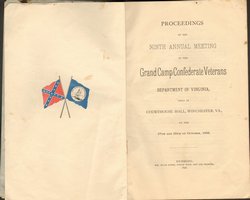 PROCEEDINGS
OF THE
NINTH ANNUAL MEETING
OF THE
Grand Camp Confederate Veterans
DEPARTMENT OF VIRGINIA,
HELD IN
COURTHOUSE HALL, WINCHESTER, VA.,
ON THE
OF OCTOBER,
RICHMOND: